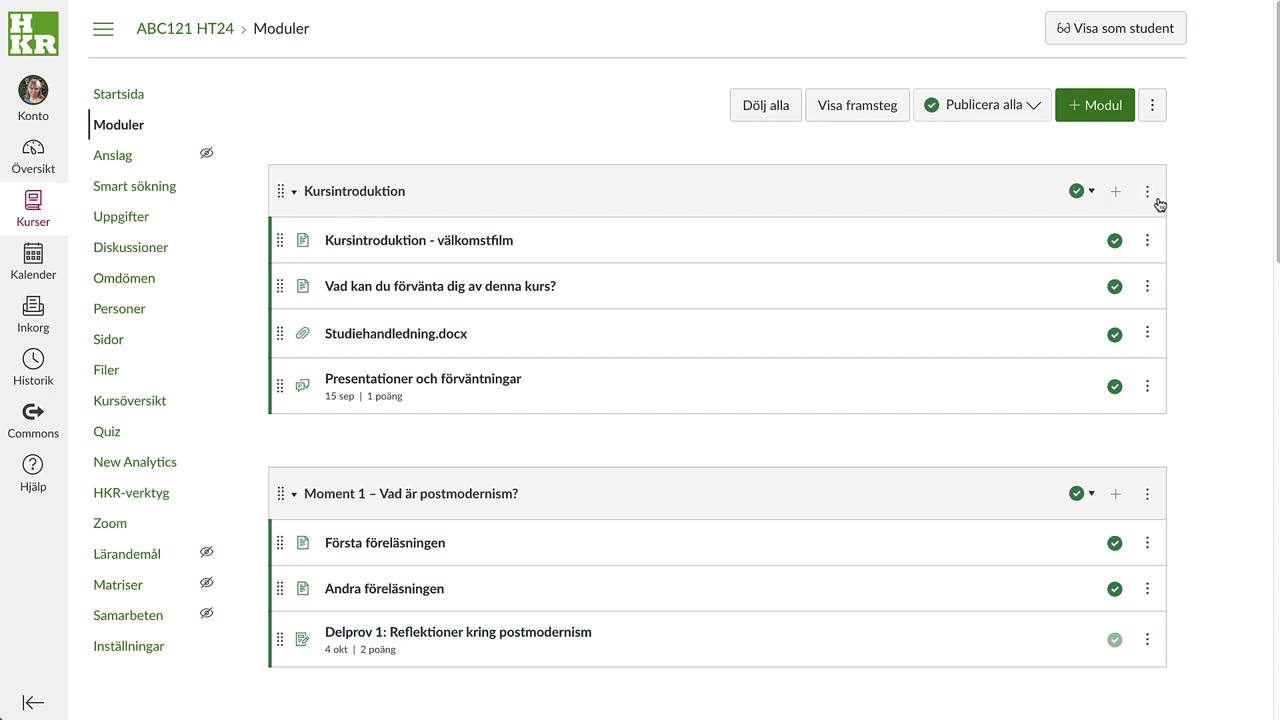 HKR
ABC121 HT24 › Moduler
Visa som student
Konto
Översikt
Kurser
Kalender
Inkorg
Historik
Commons
Hjälp
Startsida
Moduler
Anslag
Smart sökning
Uppgifter
Diskussioner
Omdömen
Personer
Sidor
Filer
Kursöversikt
Quiz
New Analytics
HKR-verktyg
Zoom
Lärandemål
Matriser
Samarbeten
Inställningar
Dölj alla
Visa framsteg
Publicera alla
+ Modul
Kursintroduktion
Kursintroduktion - välkomstfilm
Vad kan du förvänta dig av denna kurs?
Studiehandledning.docx
Presentationer och förväntningar
15 sep | 1 poäng
Moment 1 – Vad är postmodernism?
Första föreläsningen
Andra föreläsningen
Delprov 1: Reflektioner kring postmodernism
4 okt | 2 poäng